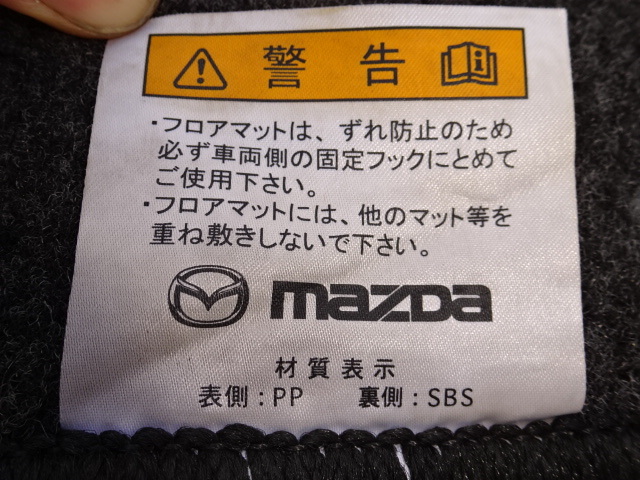 警告
・フロアマットは、ずれ防止のため
必ず車両側の固定フックにとめて
ご使用下さい。
・フロアマットには、他のマット等を
重ね敷きしないで下さい。
mazDa
材質表示
表側：PP 裏側：SBS